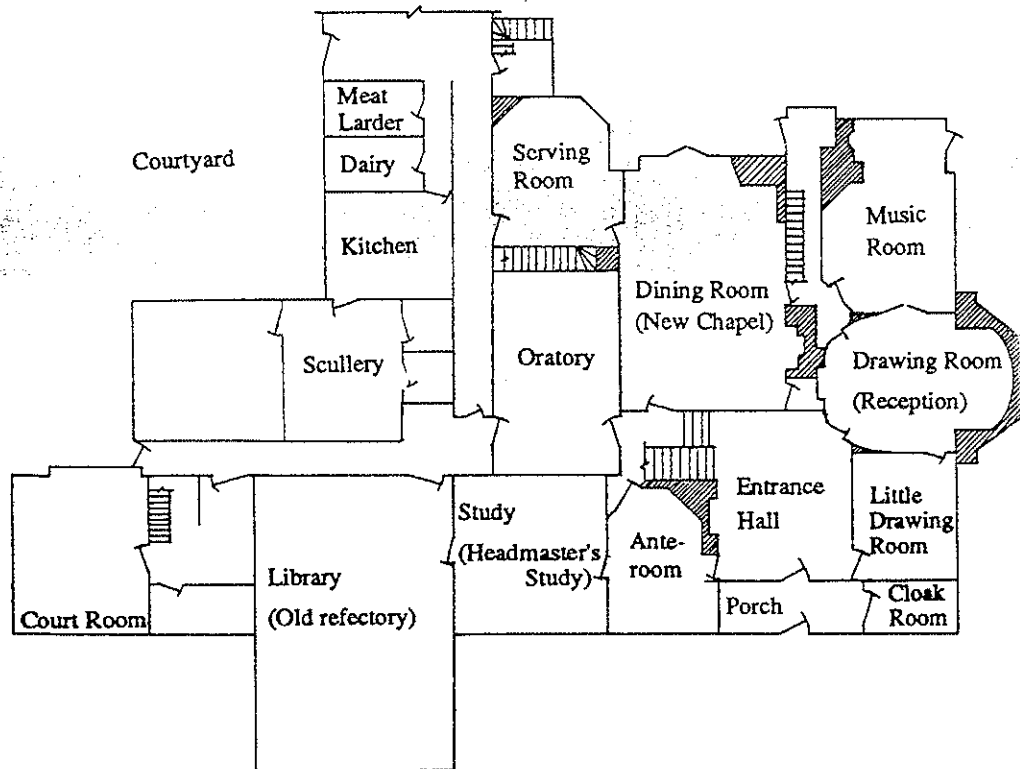 Meat
Larder
Courtyard
Dairy
Serving
Room
Kitchen
Music
Room
Dining Room
(New Chapel)
Scullery
Oratory
Drawing Room
(Reception)
Study
(Headmaster's
Study)
Entrance
Hall
Little
Drawing
Room
Ante-
room
Library
(Old refectory)
Court Room
Porch
Cloak
Room